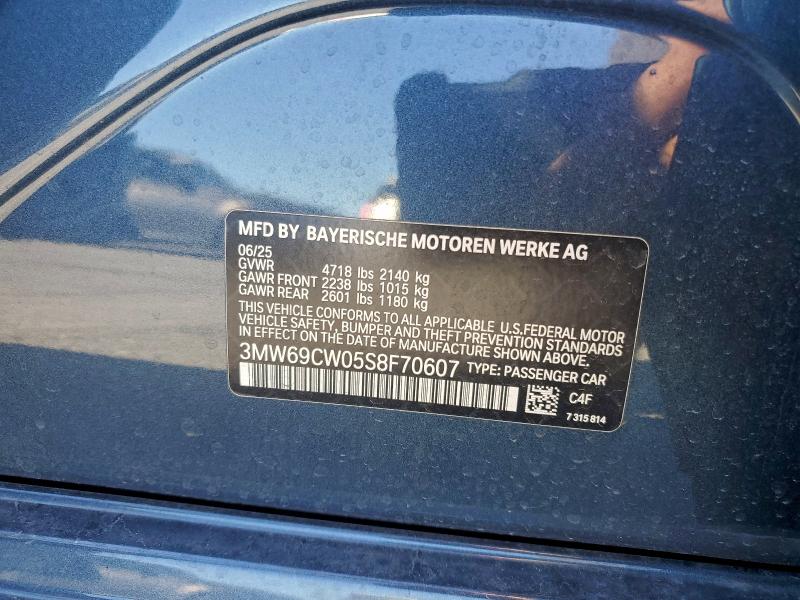 MFD BY BAYERISCHE MOTOREN WERKE AG
06/25
GVWR 4718 lbs 2140 kg
GAWR FRONT 2238 lbs 1015 kg
GAWR REAR 2601 lbs 1180 kg
THIS VEHICLE CONFORMS TO ALL APPLICABLE U.S.FEDERAL MOTOR
VEHICLE SAFETY, BUMPER AND THEFT PREVENTION STANDARDS
IN EFFECT ON THE DATE OF MANUFACTURE SHOWN ABOVE.
3MW69CW05S8F70607 TYPE: PASSENGER CAR
C4F
7 315 814